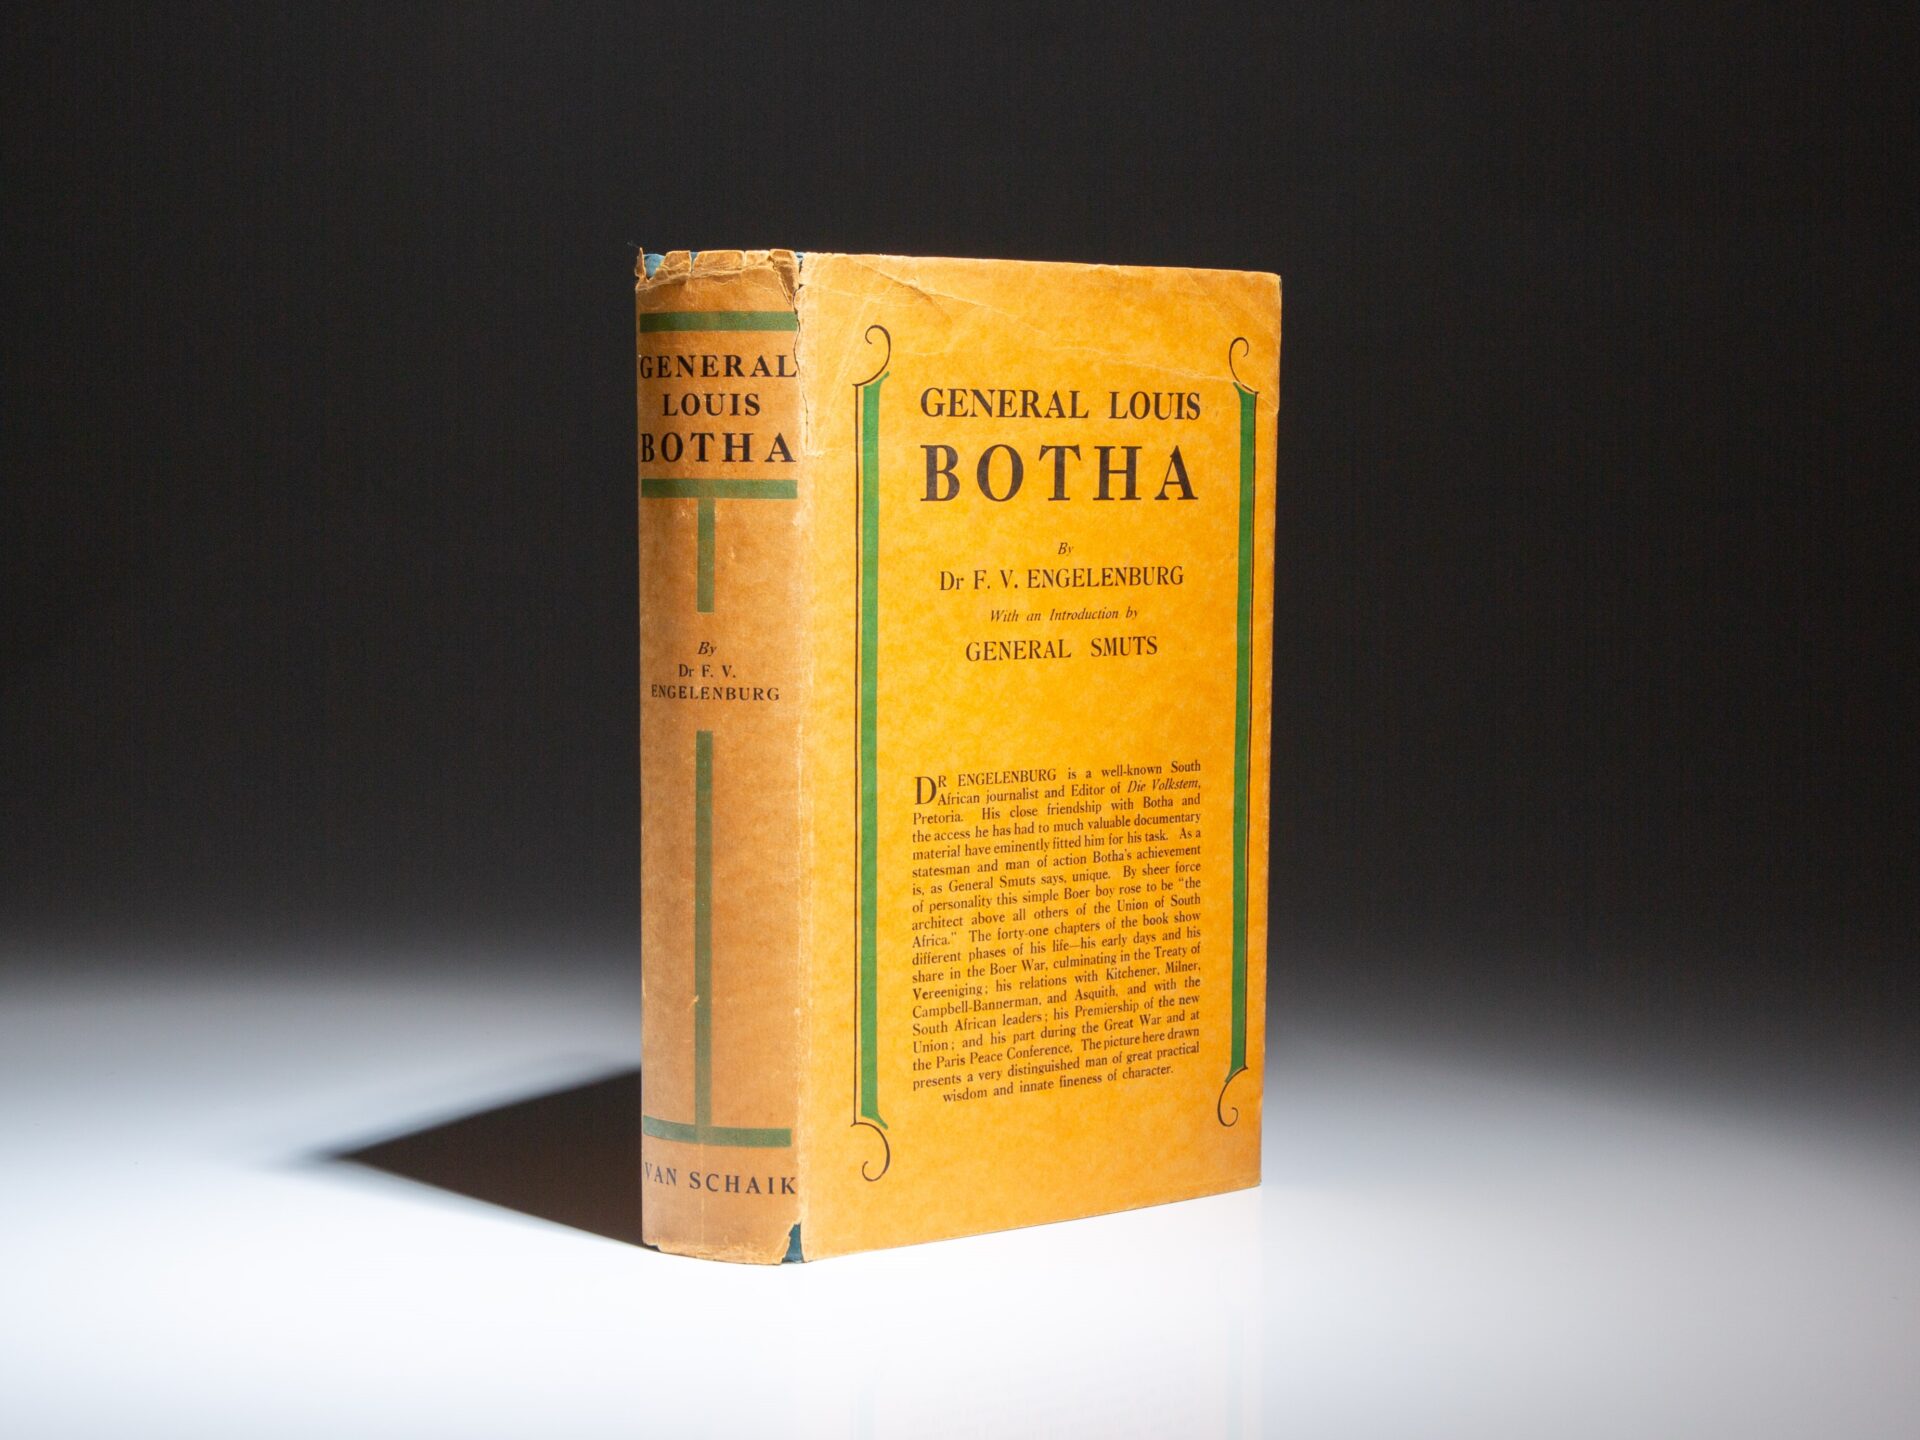 GENERAL
LOUIS
BOTHA
By
Dr F. V.
ENGELENBURG
VAN SCHAIK
GENERAL LOUIS
BOTHA
By
Dr F. V. ENGELENBURG
With an Introduction by
GENERAL SMUTS
DR ENGELENBURG is a well-known South
African journalist and Editor of Die Volkstem,
Pretoria. His close friendship with Botha and
the access he has had to much valuable documentary
material have eminently fitted him for his task. As a
statesman and man of action Botha's achievement
is, as General Smuts says, unique. By sheer force
of personality this simple Boer boy rose to be "the
architect above all others of the Union of South
Africa." The forty-one chapters of the book show
different phases of his life—his early days and his
share in the Boer War, culminating in the Treaty of
Vereeniging; his relations with Kitchener, Milner,
Campbell-Bannerman, and Asquith, and with the
South African leaders; his Premiership of the new
Union; and his part during the Great War and at
the Paris Peace Conference. The picture here drawn
presents a very distinguished man of great practical
wisdom and innate fineness of character.